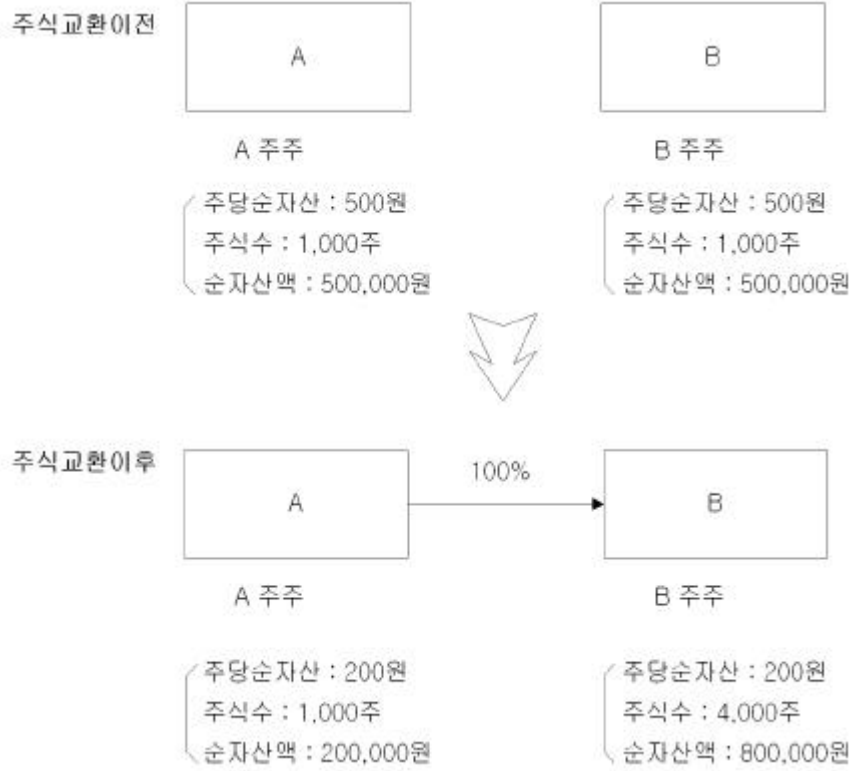 주식교환이전
A
B
A 주주
B 주주
주당순자산 : 500원
주당순자산 : 500원
주식수 : 1,000주
주식수 : 1,000주
순자산액 : 500,000원
순자산액 : 500,000원
주식교환이후
100%
A
B
A 주주
B 주주
주당순자산 : 200원
주당순자산 : 200원
주식수 : 1,000주
주식수 : 4,000주
순자산액 : 200,000원
순자산액 : 800,000원